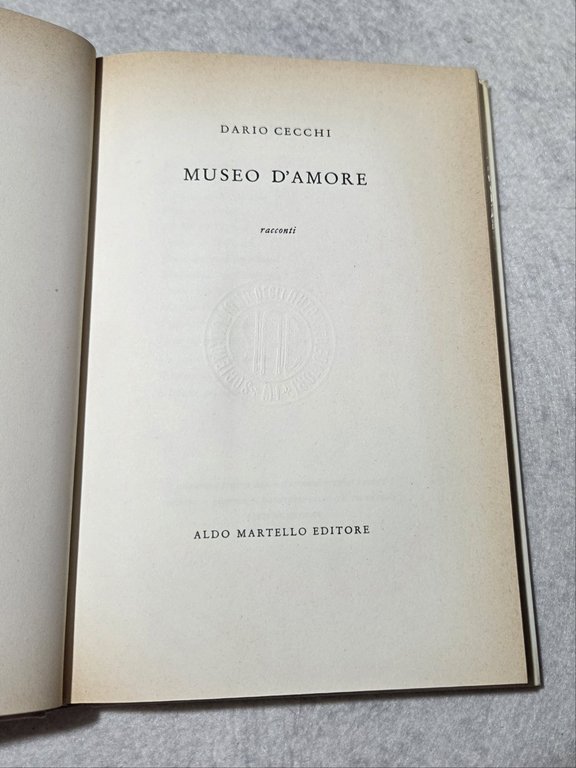 DARIO CECCHI
MUSEO D'AMORE
racconti
ALDO MARTELLO EDITORE